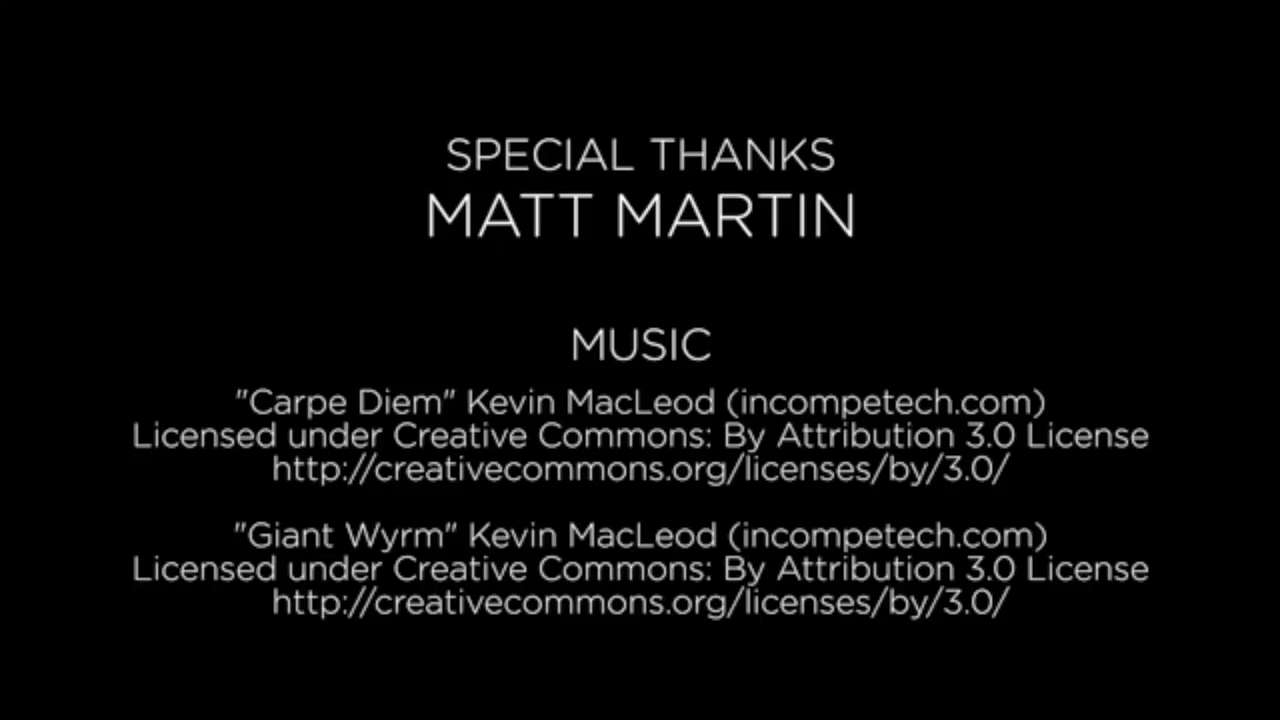 SPECIAL THANKS
MATT MARTIN
MUSIC
"Carpe Diem" Kevin MacLeod (incompetech.com)
Licensed under Creative Commons: By Attribution 3.0 License
http://creativecommons.org/licenses/by/3.0/
"Giant Wyrm" Kevin MacLeod (incompetech.com)
Licensed under Creative Commons: By Attribution 3.0 License
http://creativecommons.org/licenses/by/3.0/